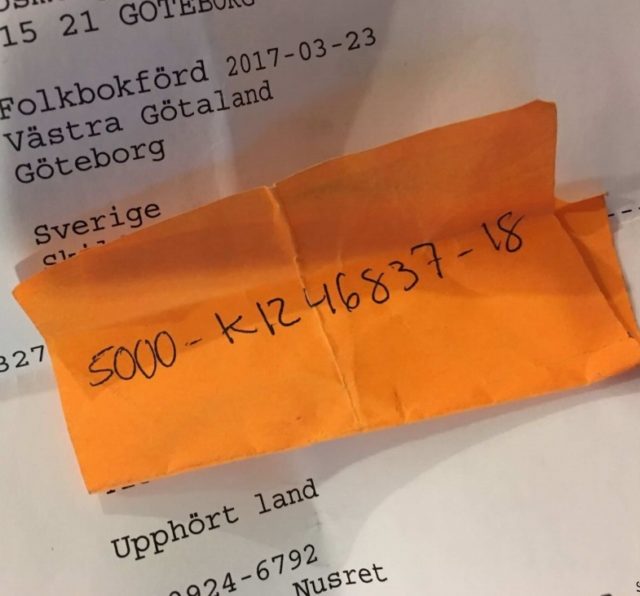 15 21 GÖTEBORG
Folkbokförd 2017-03-23
Västra Götaland
Göteborg
Sverige
327
5000-K1246837-18
Upphört land
0924-6792
Nusret